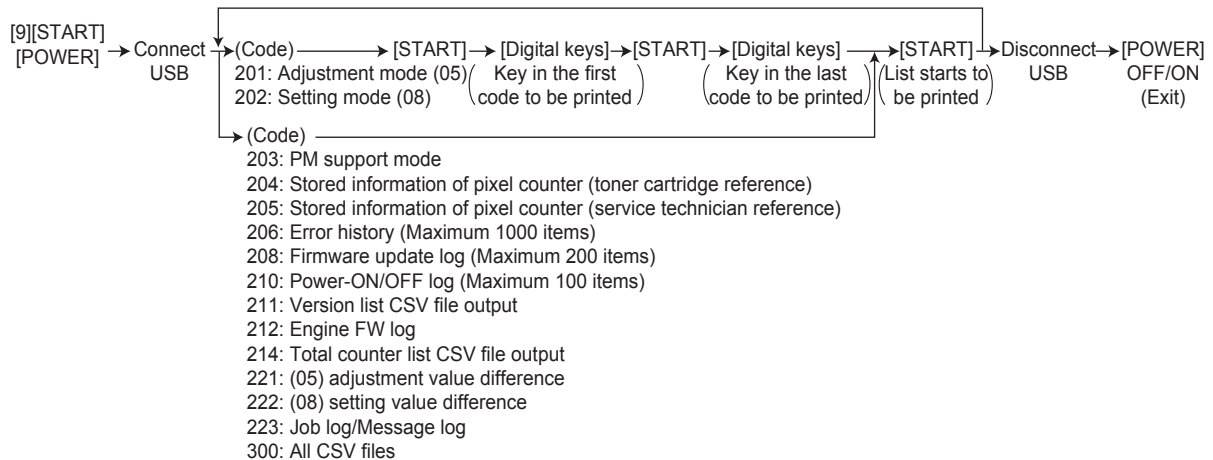 [9][START]
[POWER]
Connect
USB
(Code)
201: Adjustment mode (05)
202: Setting mode (08)
[START]
[Digital keys]
Key in the first
code to be printed
[START]
[Digital keys]
Key in the last
code to be printed
[START]
List starts to
be printed
Disconnect
USB
[POWER]
OFF/ON
(Exit)
(Code)
203: PM support mode
204: Stored information of pixel counter (toner cartridge reference)
205: Stored information of pixel counter (service technician reference)
206: Error history (Maximum 1000 items)
208: Firmware update log (Maximum 200 items)
210: Power-ON/OFF log (Maximum 100 items)
211: Version list CSV file output
212: Engine FW log
214: Total counter list CSV file output
221: (05) adjustment value difference
222: (08) setting value difference
223: Job log/Message log
300: All CSV files